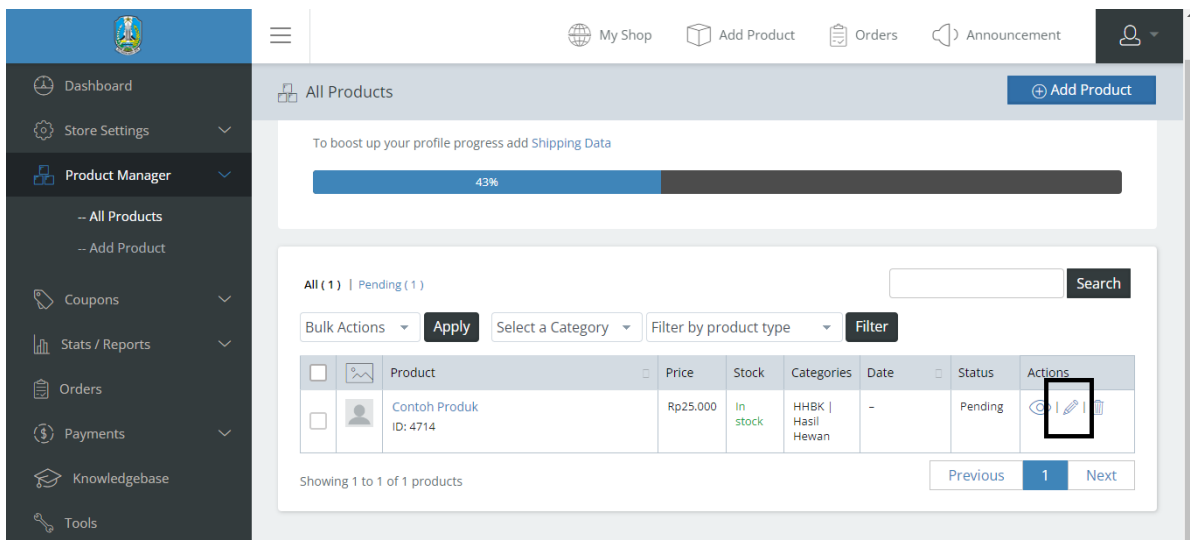 My Shop Add Product Orders Announcement
Dashboard
Store Settings
Product Manager
-- All Products
-- Add Product
Coupons
Stats / Reports
Orders
Payments
Knowledgebase
Tools
All Products
Add Product
To boost up your profile progress add Shipping Data
43%
All ( 1 ) | Pending ( 1 )
Search
Bulk Actions Apply Select a Category Filter by product type Filter
Product Price Stock Categories Date Status Actions
Contoh Produk
ID: 4714
Rp25.000
In
stock
HHBK |
Hasil
Hewan
–
Pending
| |
Showing 1 to 1 of 1 products
Previous 1 Next